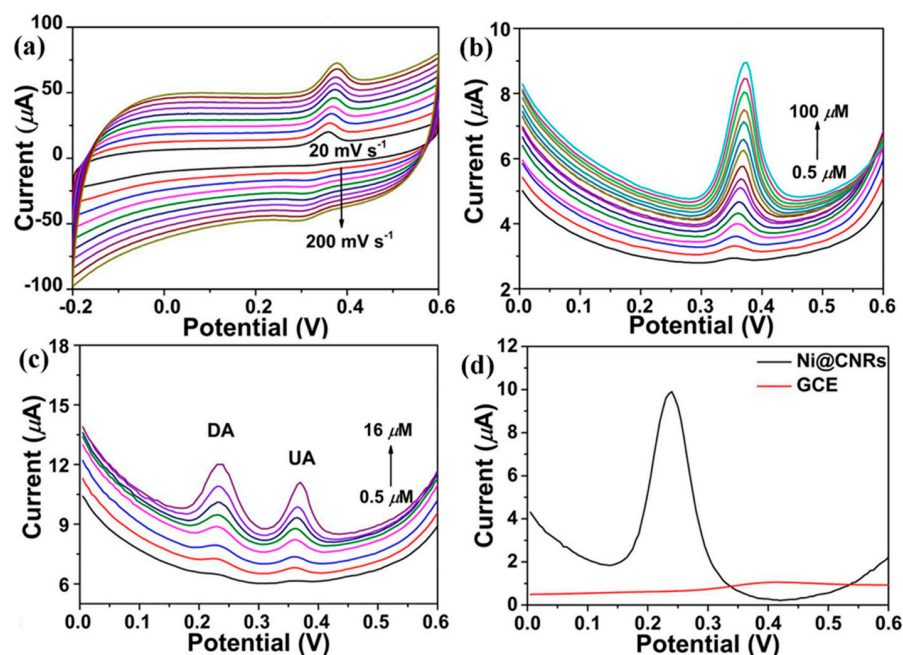 (a)
100
50
0
-50
-100
Current (μA)
20 mV s⁻¹
200 mV s⁻¹
-0.2 0.0 0.2 0.4 0.6
Potential (V)
(b)
10
8
6
4
2
Current (μA)
100 μM
0.5 μM
0.0 0.1 0.2 0.3 0.4 0.5 0.6
Potential (V)
(c)
18
15
12
9
6
Current (μA)
DA
UA
16 μM
0.5 μM
0.0 0.1 0.2 0.3 0.4 0.5 0.6
Potential (V)
(d)
12
10
8
6
4
2
0
Current (μA)
Ni@CNRs
GCE
0.0 0.1 0.2 0.3 0.4 0.5 0.6
Potential (V)